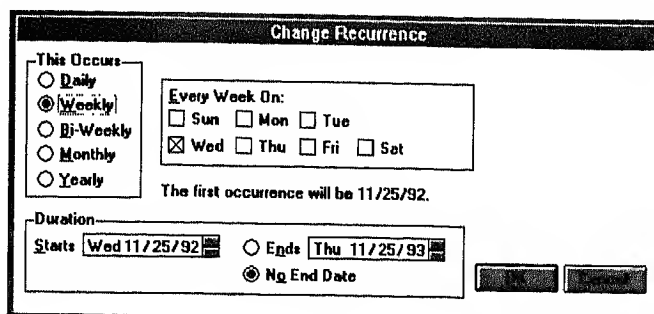 Change Recurrence
This Occurs
Daily
Weekly
Bi-Weekly
Monthly
Yearly
Every Week On:
Sun Mon Tue
Wed Thu Fri Sat
The first occurrence will be 11/25/92.
Duration
Starts Wed 11/25/92 Ends Thu 11/25/93
No End Date
OK Cancel